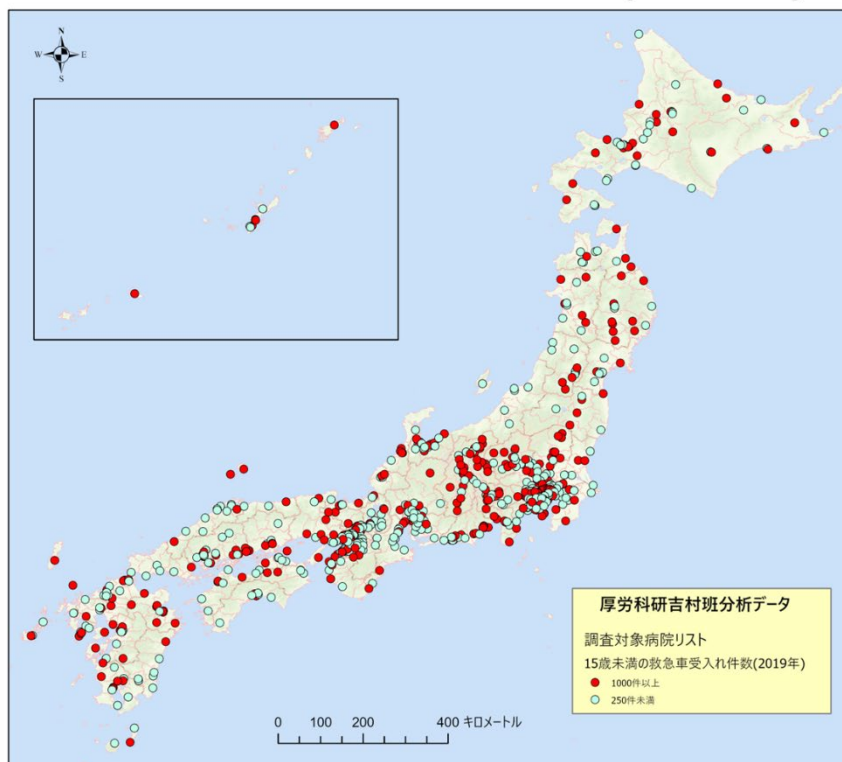 N
W E
S
厚労科研吉村班分析データ
調査対象病院リスト
15歳未満の救急車受入れ件数(2019年)
1000件以上
250件未満
0 100 200 400 キロメートル